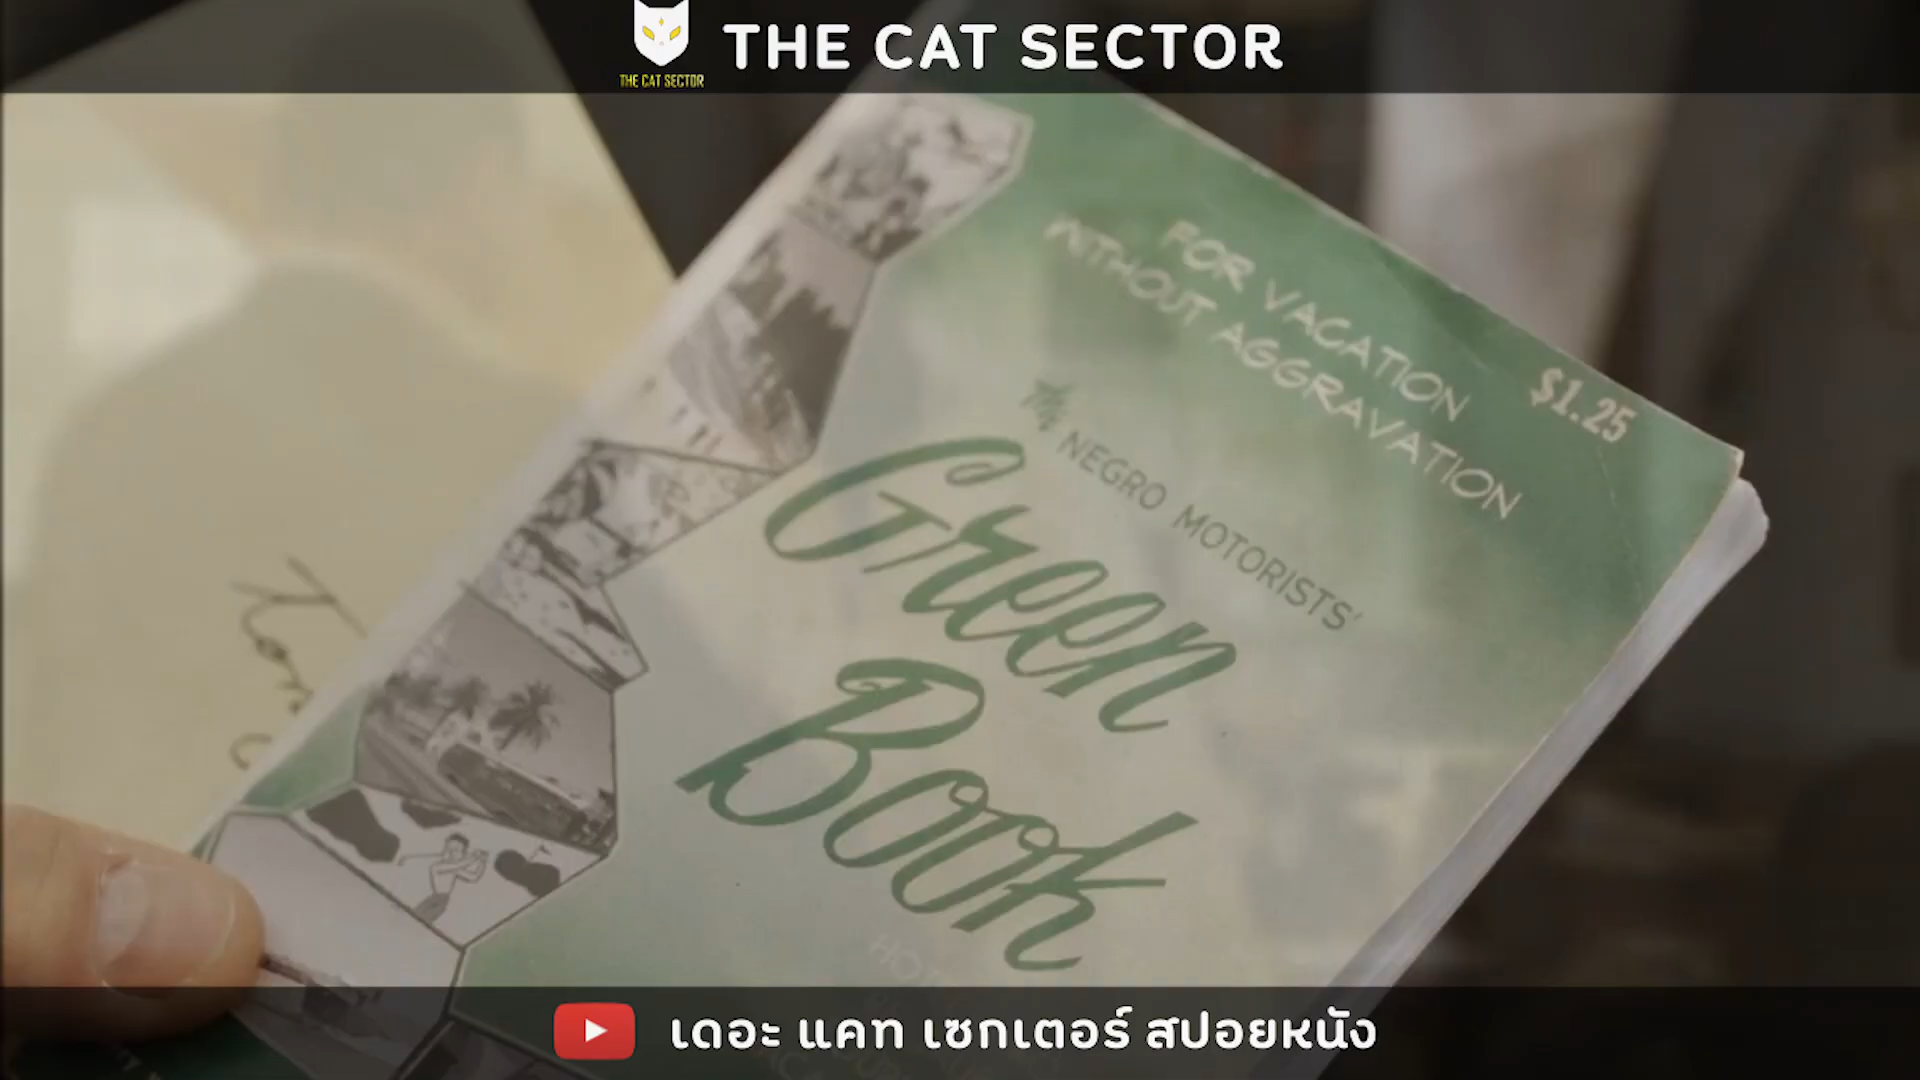 THE CAT SECTOR
THE CAT SECTOR
FOR VACATION
WITHOUT AGGRAVATION
$1.25
The NEGRO MOTORISTS'
Green
Book
เดอะ แคท เซกเตอร์ สปอยหนัง